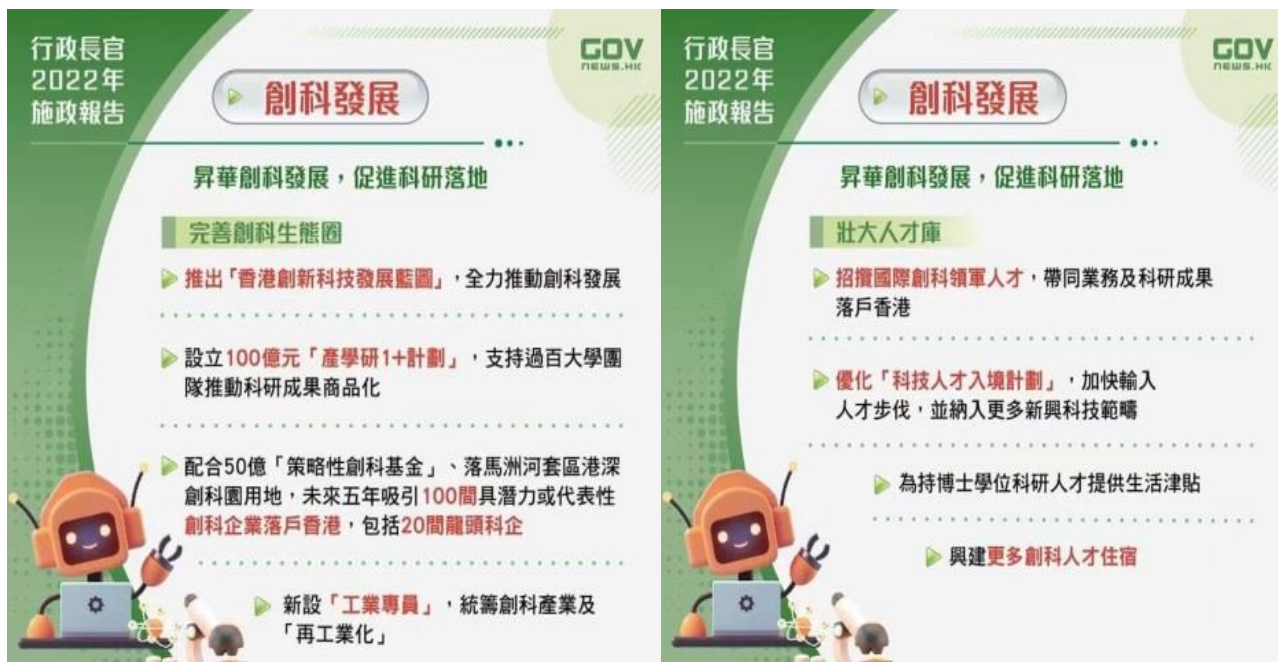 行政長官
2022年
施政報告
GOV
NEWS.HK
創科發展
昇華創科發展，促進科研落地
完善創科生態圈
推出「香港創新科技發展藍圖」，全力推動創科發展
設立100億元「產學研1+計劃」，支持過百大學團
隊推動科研成果商品化
配合50億「策略性創科基金」、落馬洲河套區港深
創科園用地，未來五年吸引100間具潛力或代表性
創科企業落戶香港，包括20間龍頭科企
新設「工業專員」，統籌創科產業及
「再工業化」
行政長官
2022年
施政報告
GOV
NEWS.HK
創科發展
昇華創科發展，促進科研落地
壯大人才庫
招攬國際創科領軍人才，帶同業務及科研成果
落戶香港
優化「科技人才入境計劃」，加快輸入
人才步伐，並納入更多新興科技範疇
為持博士學位科研人才提供生活津貼
興建更多創科人才住宿